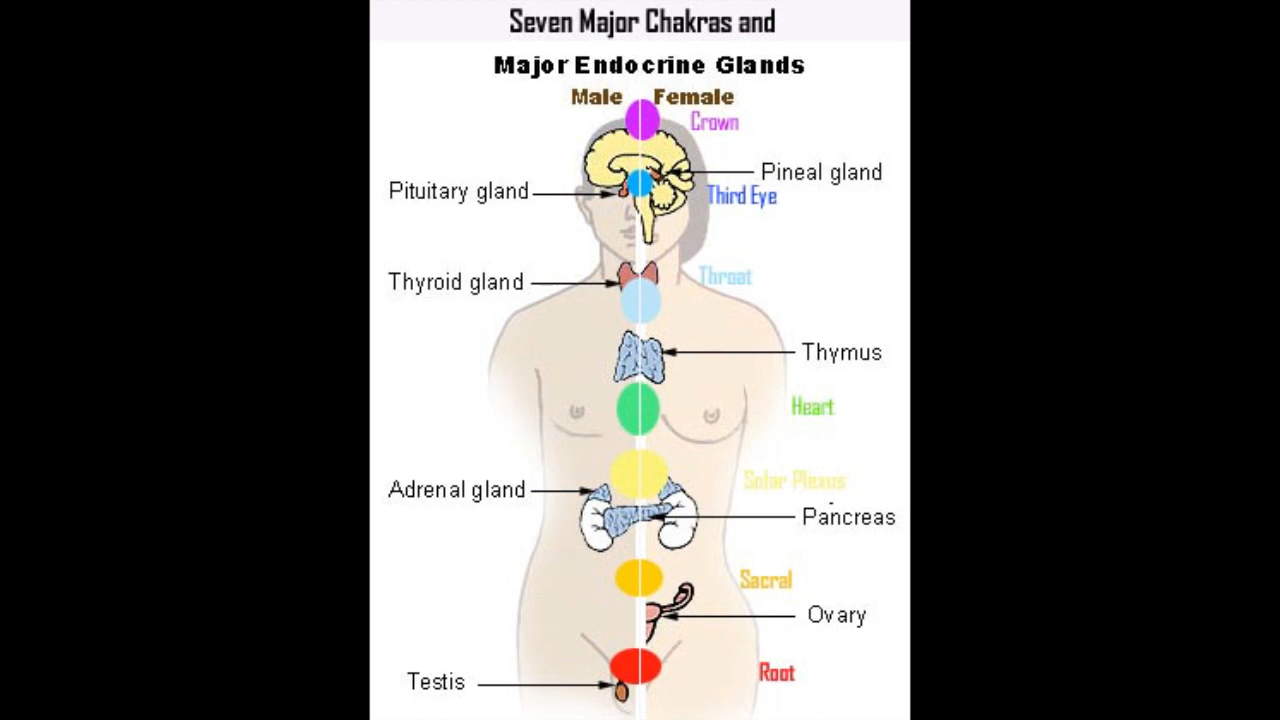 Seven Major Chakras and
Major Endocrine Glands
Male Female
Crown
Pineal gland
Pituitary gland
Third Eye
Thyroid gland
Throat
Thymus
Heart
Solar Plexus
Adrenal gland
Pancreas
Sacral
Ovary
Root
Testis